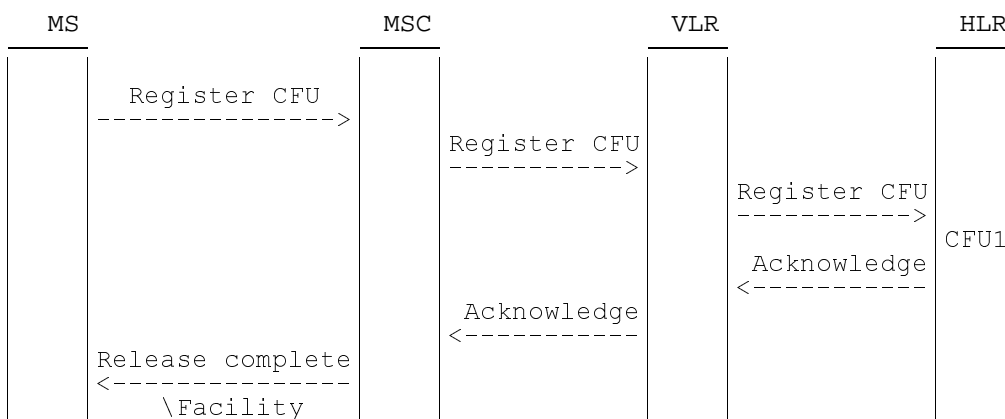 MS MSC VLR HLR
Register CFU
--------------->
Register CFU
----------->
Register CFU
----------->
CFU1
Acknowledge
<-----------
Acknowledge
<-----------
Release complete
<---------------
\Facility